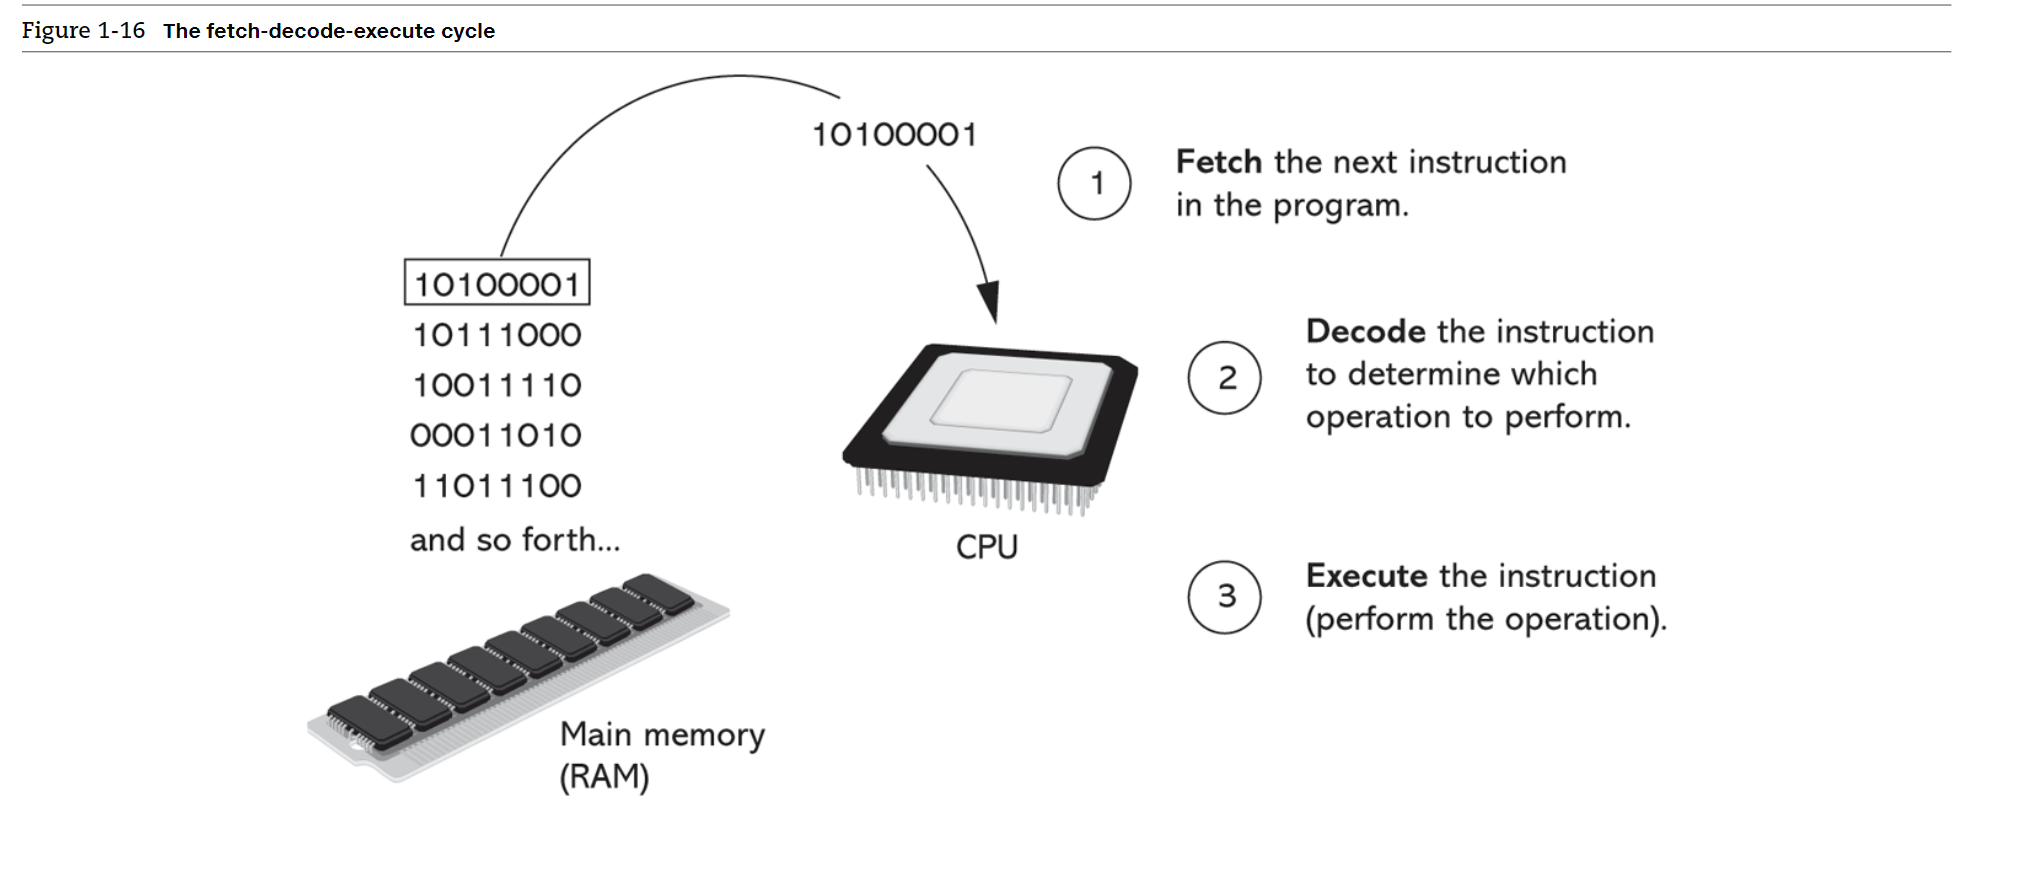 Figure 1-16 The fetch-decode-execute cycle
10100001
1
Fetch the next instruction
in the program.
10100001
10111000
10011110
00011010
11011100
and so forth...
CPU
2
Decode the instruction
to determine which
operation to perform.
3
Execute the instruction
(perform the operation).
Main memory
(RAM)